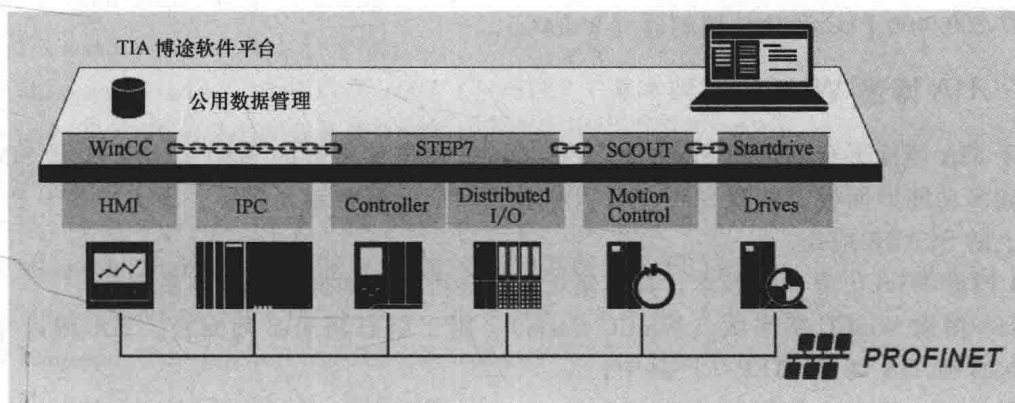 TIA 博途软件平台
公用数据管理
WinCC
STEP7
SCOUT
Startdrive
HMI
IPC
Controller
Distributed
I/O
Motion
Control
Drives
PROFINET